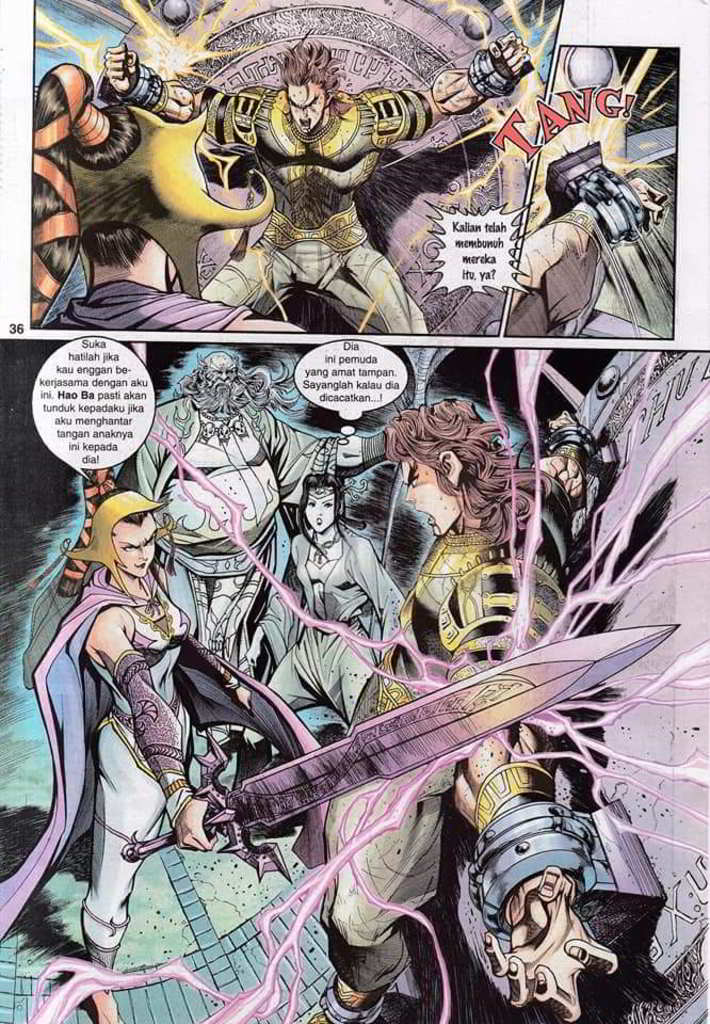 TANG!
Kalian telah
membunuh
mereka
itu, ya?
36
Suka
hatilah jika
kau enggan be-
kerjasama dengan aku
ini. Hao Ba pasti akan
tunduk kepadaku jika
aku menghantar
tangan anaknya
ini kepada
dia!
Dia
ini pemuda
yang amat tampan.
Sayanglah kalau dia
dicacatkan...!